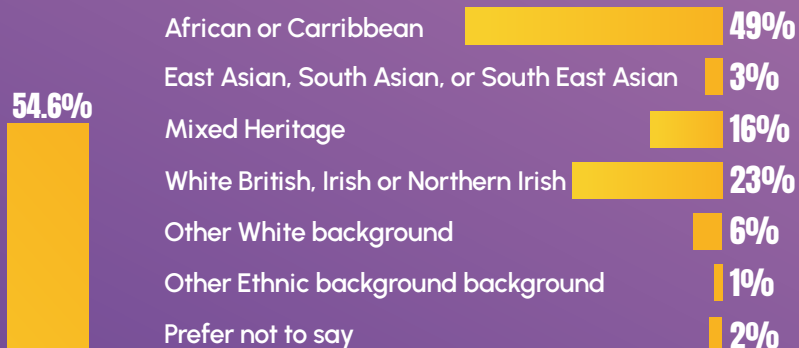 African or Carribbean 49%
East Asian, South Asian, or South East Asian 3%
54.6%
Mixed Heritage 16%
White British, Irish or Northern Irish 23%
Other White background 6%
Other Ethnic background background 1%
Prefer not to say 2%